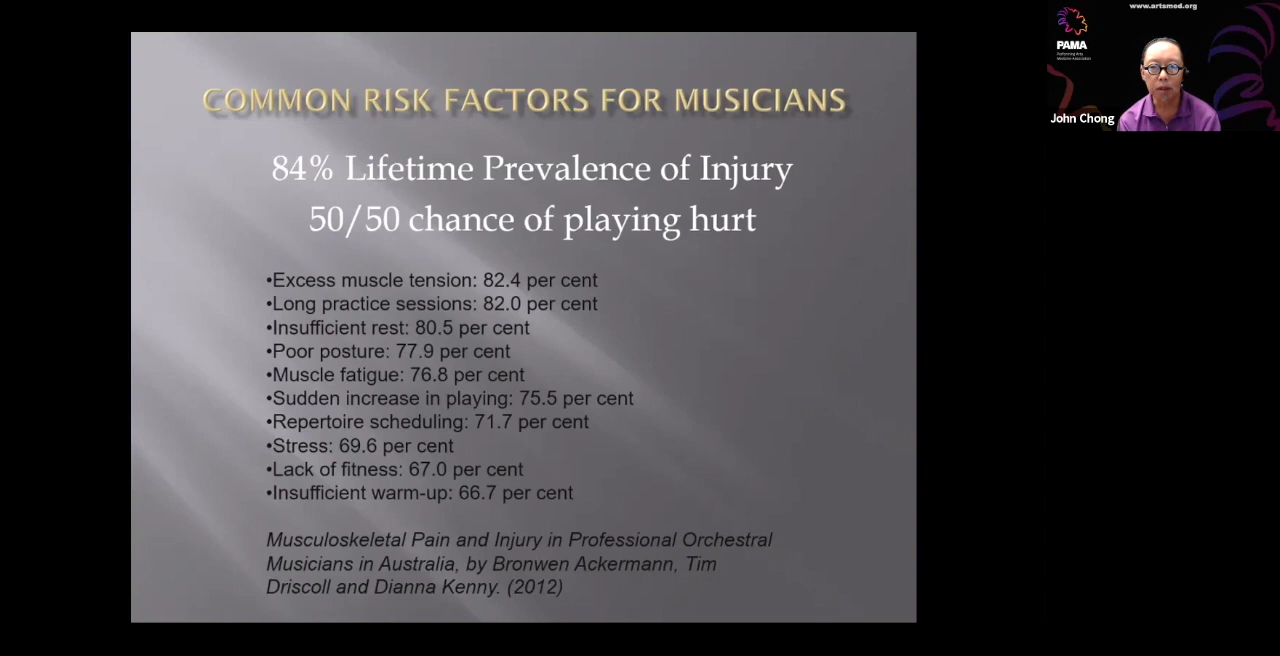 COMMON RISK FACTORS FOR MUSICIANS
84% Lifetime Prevalence of Injury
50/50 chance of playing hurt
•Excess muscle tension: 82.4 per cent
•Long practice sessions: 82.0 per cent
•Insufficient rest: 80.5 per cent
•Poor posture: 77.9 per cent
•Muscle fatigue: 76.8 per cent
•Sudden increase in playing: 75.5 per cent
•Repertoire scheduling: 71.7 per cent
•Stress: 69.6 per cent
•Lack of fitness: 67.0 per cent
•Insufficient warm-up: 66.7 per cent
Musculoskeletal Pain and Injury in Professional Orchestral
Musicians in Australia, by Bronwen Ackermann, Tim
Driscoll and Dianna Kenny. (2012)
www.artsmed.org
PAMA
Performing Arts
Medicine Association
John Chong